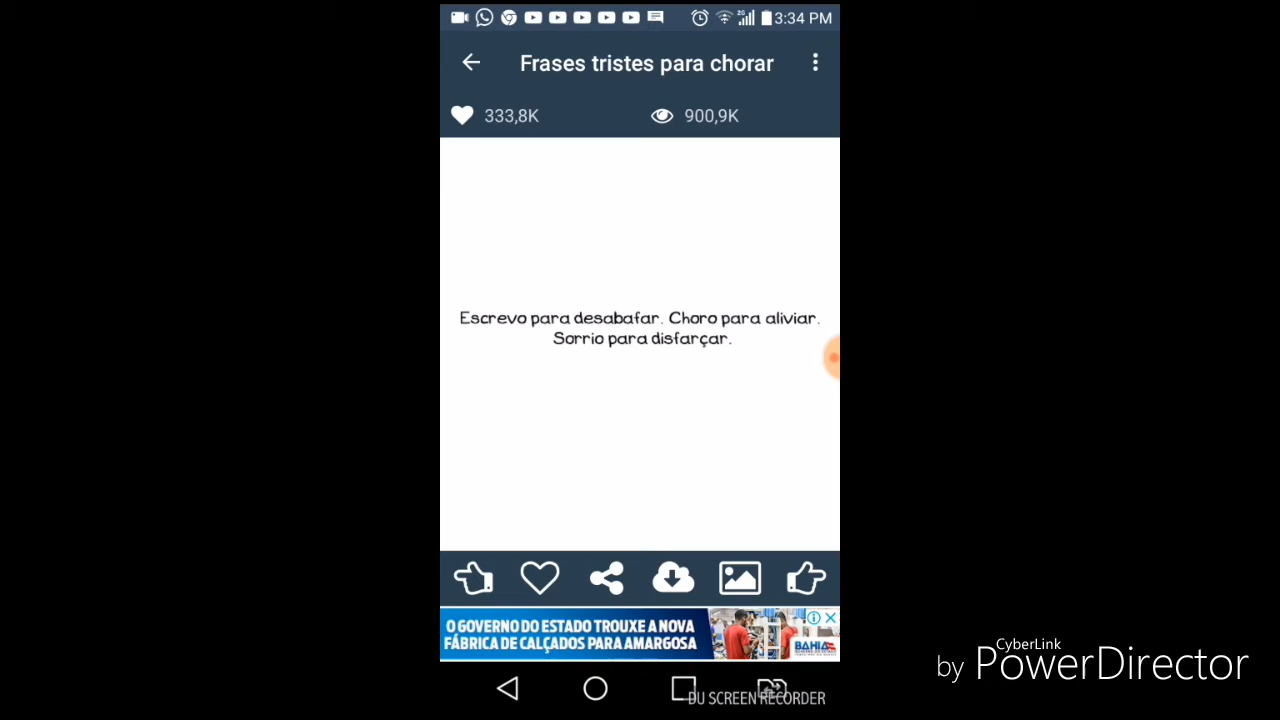 3:34 PM
Frases tristes para chorar
333,8K
900,9K
Escrevo para desabafar. Choro para aliviar.
Sorrio para disfarçar.
O GOVERNO DO ESTADO TROUXE A NOVA
FÁBRICA DE CALÇADOS PARA AMARGOSA
BAHIA
DU SCREEN RECORDER
CyberLink
by PowerDirector